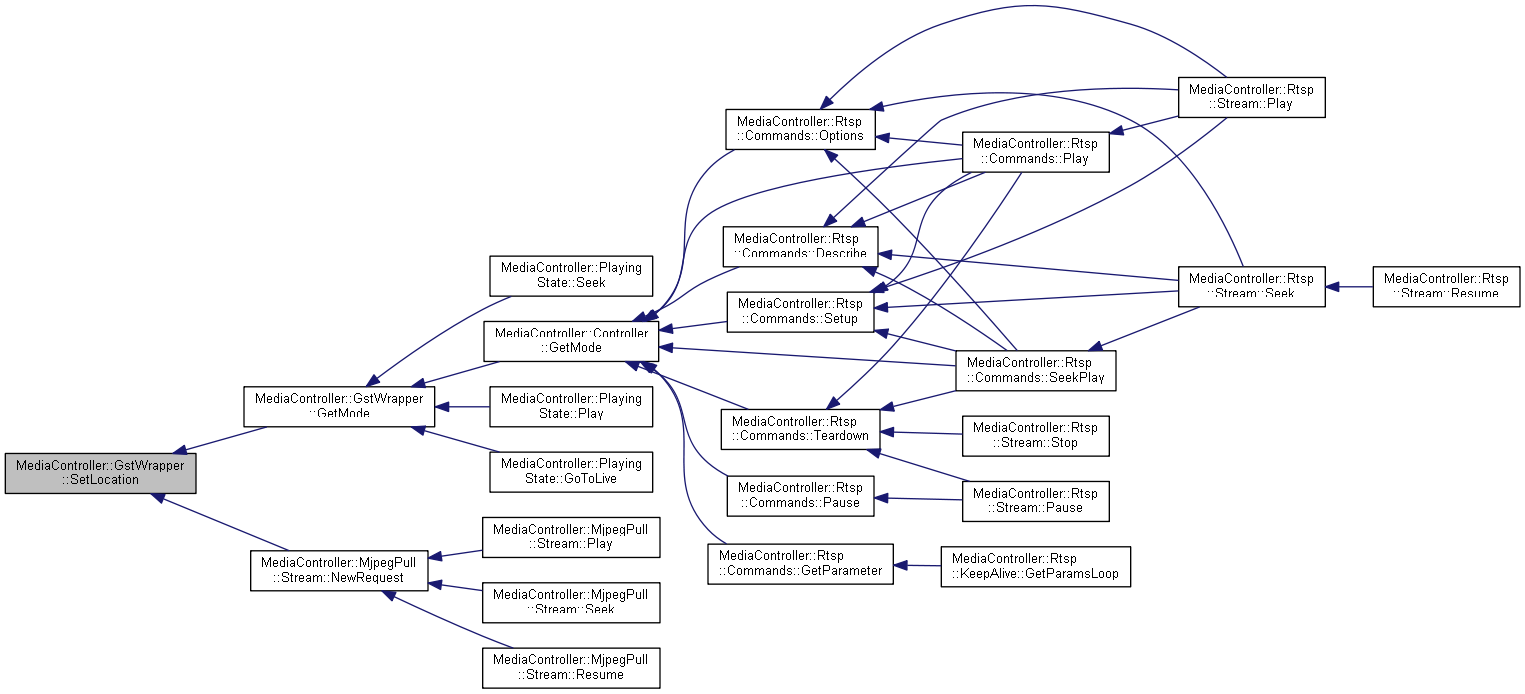 MediaController::GstWrapper
::SetLocation
MediaController::GstWrapper
::GetMode
MediaController::MjpegPull
::Stream::NewRequest
MediaController::Playing
State::Seek
MediaController::Controller
::GetMode
MediaController::Playing
State::Play
MediaController::Playing
State::GoToLive
MediaController::MjpegPull
::Stream::Play
MediaController::MjpegPull
::Stream::Seek
MediaController::MjpegPull
::Stream::Resume
MediaController::Rtsp
::Commands::Options
MediaController::Rtsp
::Commands::Describe
MediaController::Rtsp
::Commands::Setup
MediaController::Rtsp
::Commands::Teardown
MediaController::Rtsp
::Commands::Pause
MediaController::Rtsp
::Commands::GetParameter
MediaController::Rtsp
::Commands::Play
MediaController::Rtsp
::Commands::SeekPlay
MediaController::Rtsp
::Stream::Stop
MediaController::Rtsp
::Stream::Pause
MediaController::Rtsp
::KeepAlive::GetParamsLoop
MediaController::Rtsp
::Stream::Play
MediaController::Rtsp
::Stream::Seek
MediaController::Rtsp
::Stream::Resume